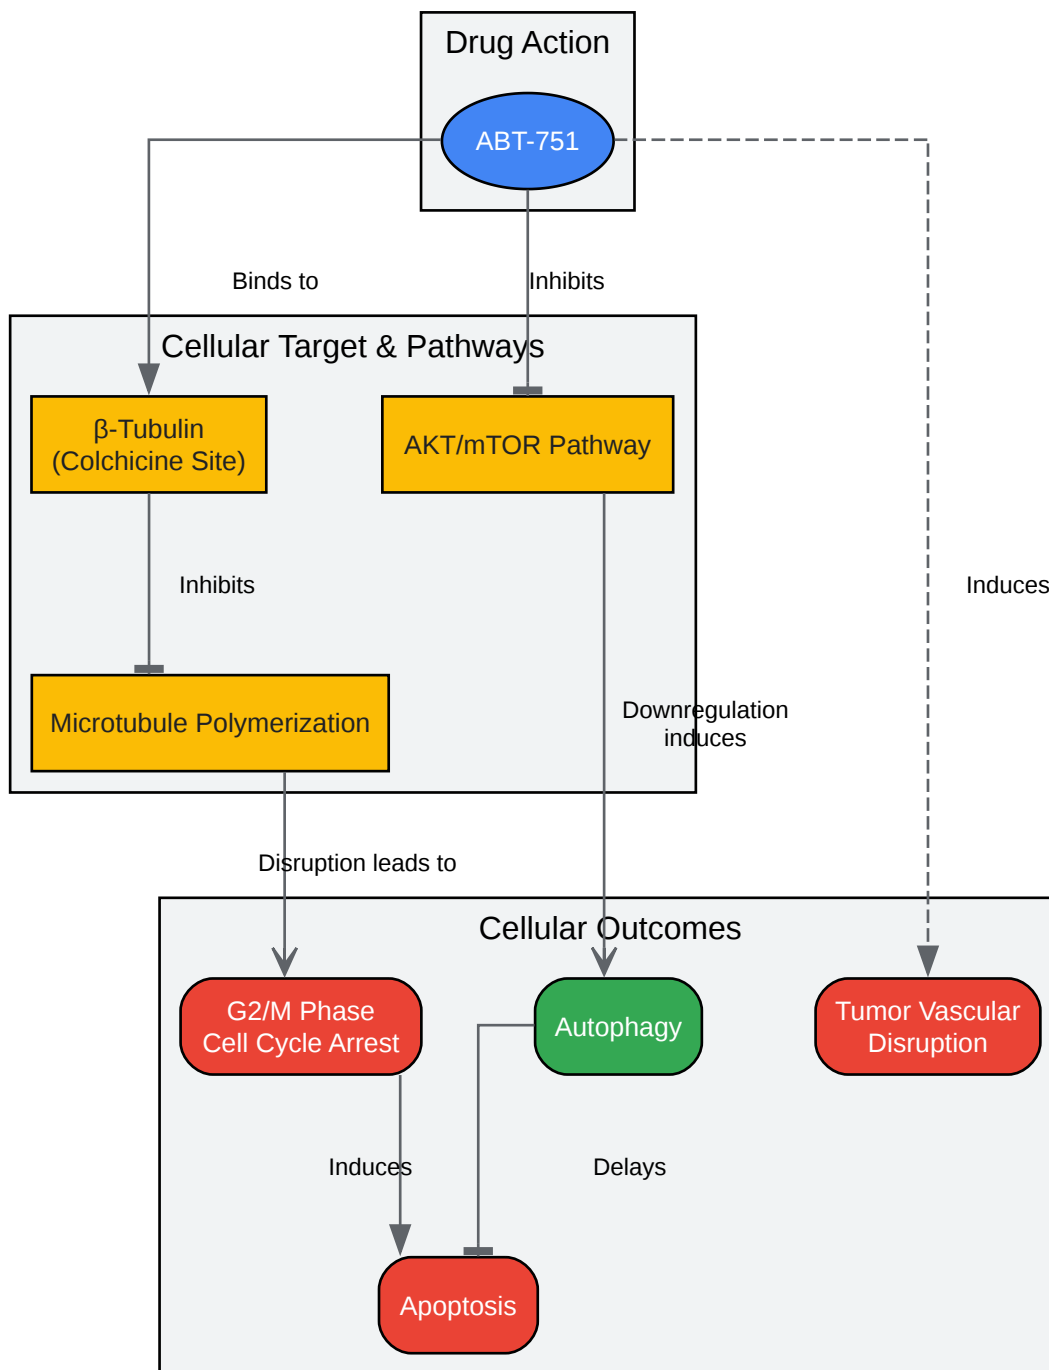 Drug Action
ABT-751
Binds to
Inhibits
Cellular Target & Pathways
β-Tubulin
(Colchicine Site)
AKT/mTOR Pathway
Inhibits
Induces
Microtubule Polymerization
Downregulation
induces
Disruption leads to
Cellular Outcomes
G2/M Phase
Cell Cycle Arrest
Autophagy
Tumor Vascular
Disruption
Induces
Delays
Apoptosis